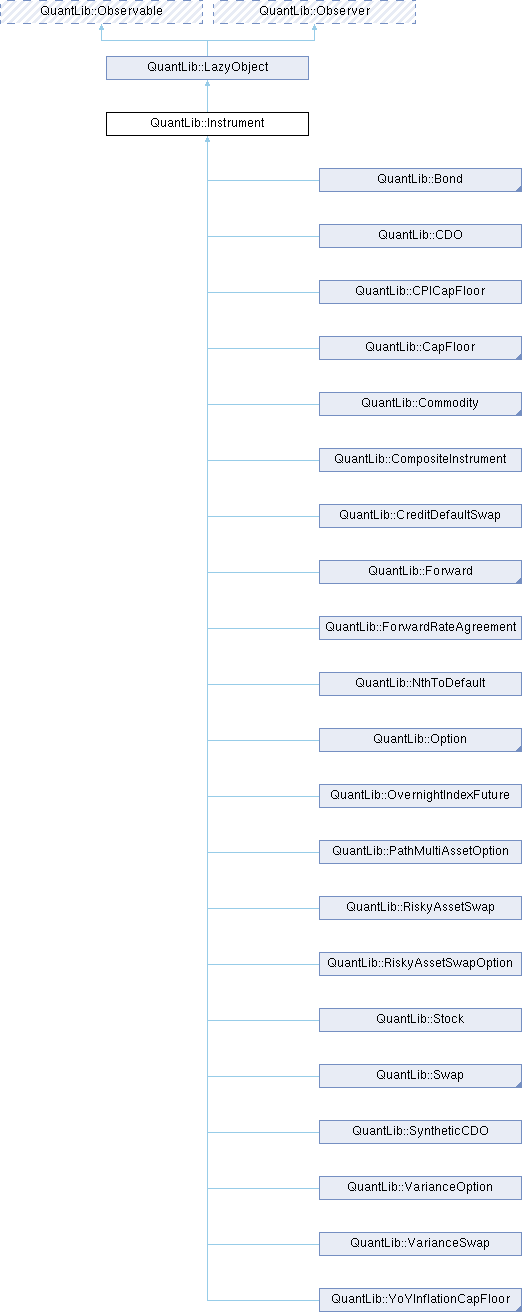 QuantLib::Observable
QuantLib::Observer
QuantLib::LazyObject
QuantLib::Instrument
QuantLib::Bond
QuantLib::CDO
QuantLib::CPICapFloor
QuantLib::CapFloor
QuantLib::Commodity
QuantLib::CompositeInstrument
QuantLib::CreditDefaultSwap
QuantLib::Forward
QuantLib::ForwardRateAgreement
QuantLib::NthToDefault
QuantLib::Option
QuantLib::OvernightIndexFuture
QuantLib::PathMultiAssetOption
QuantLib::RiskyAssetSwap
QuantLib::RiskyAssetSwapOption
QuantLib::Stock
QuantLib::Swap
QuantLib::SyntheticCDO
QuantLib::VarianceOption
QuantLib::VarianceSwap
QuantLib::YoYInflationCapFloor